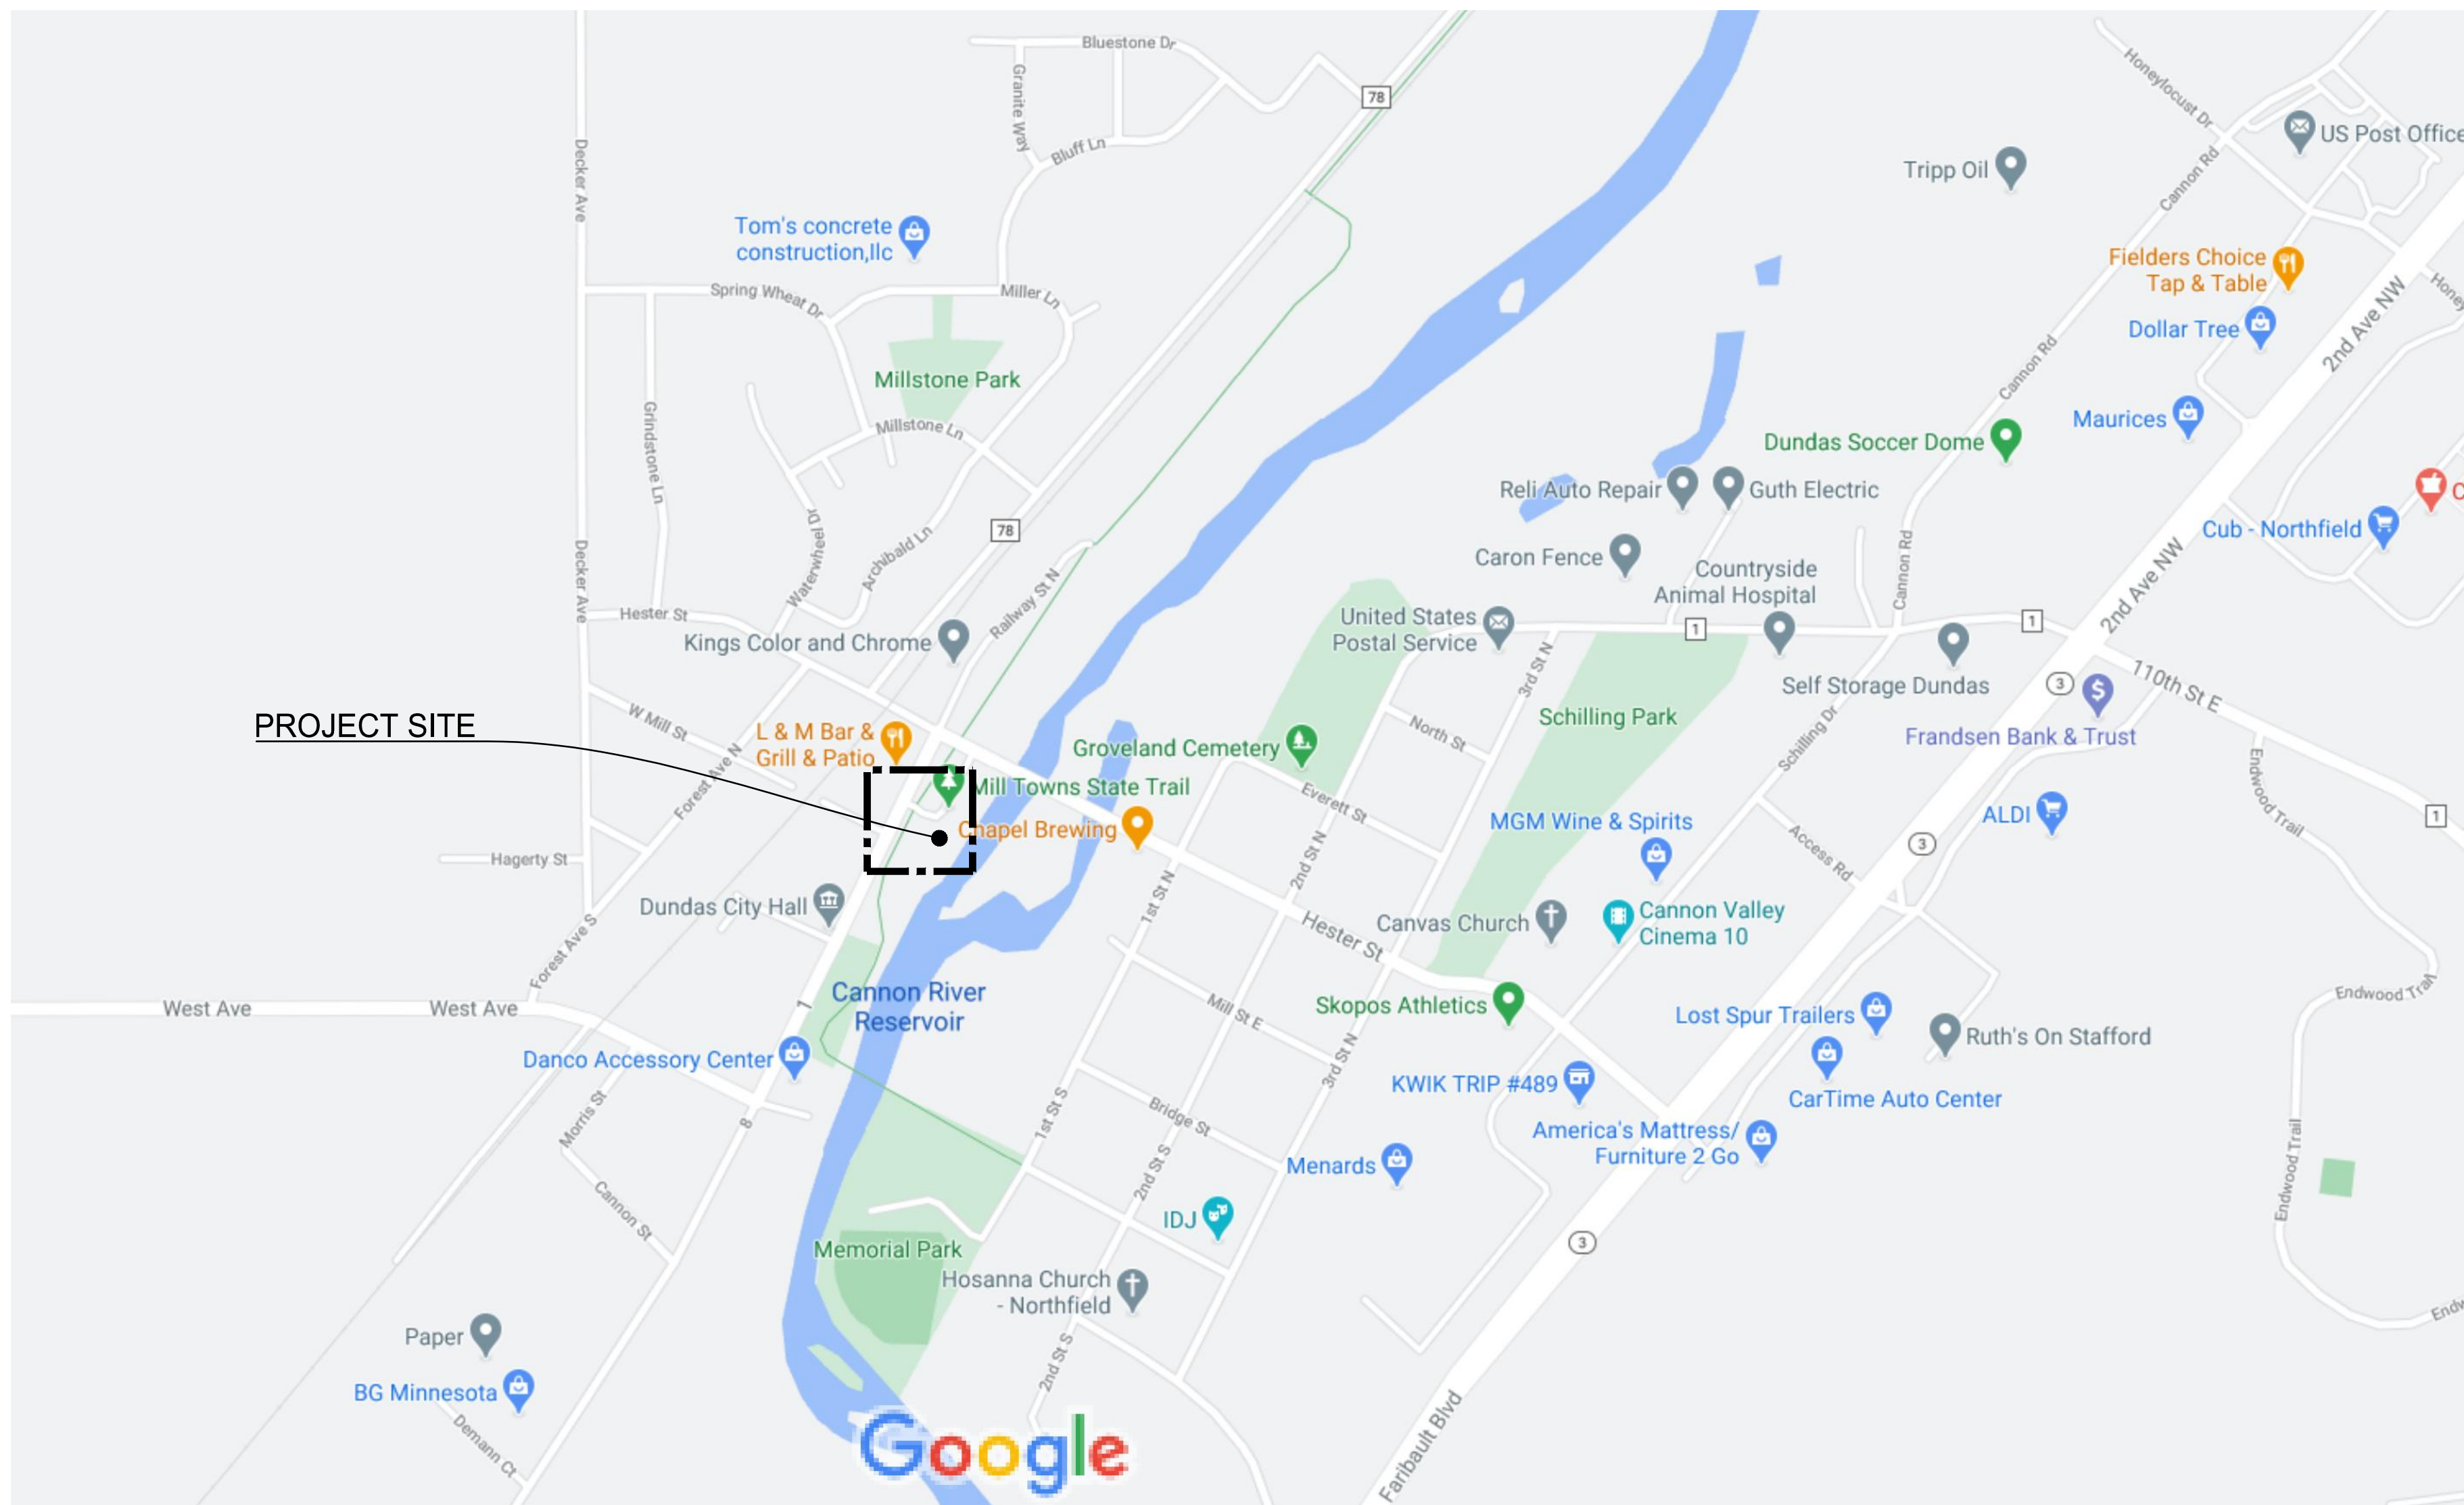 Bluestone Dr
Granite Way
Bluff Ln
78
Decker Ave
Honeylocust Dr
US Post Office
Cannon Rd
Tripp Oil
Tom's concrete
construction,llc
Fielders Choice
Tap & Table
2nd Ave NW
Spring Wheat Dr
Miller Ln
Dollar Tree
Cannon Rd
Millstone Park
Maurices
Grindstone Ln
Millstone Ln
Dundas Soccer Dome
Reli Auto Repair
Guth Electric
78
Waterwheel Dr
Archibald Ln
Cub - Northfield
Decker Ave
Caron Fence
Countryside
Animal Hospital
Cannon Rd
2nd Ave NW
Railway St N
Hester St
United States
Postal Service
1
1
Kings Color and Chrome
3rd St N
Self Storage Dundas
3
110th St E
W Mill St
PROJECT SITE
L & M Bar &
Grill & Patio
North St
Schilling Park
Schilling Dr
Frandsen Bank & Trust
Groveland Cemetery
Forest Ave N
Mill Towns State Trail
Everett St
Endwood Trail
Chapel Brewing
MGM Wine & Spirits
ALDI
1
3
Access Rd
Hagerty St
2nd St N
Dundas City Hall
1st St N
Canvas Church
Cannon Valley
Cinema 10
Hester St
Forest Ave S
West Ave
West Ave
1
Cannon River
Reservoir
Mill St E
Skopos Athletics
Lost Spur Trailers
Endwood Trail
Ruth's On Stafford
Danco Accessory Center
3rd St N
KWIK TRIP #489
CarTime Auto Center
Morris St
8
1st St S
Bridge St
America's Mattress/
Furniture 2 Go
Menards
2nd St S
Endwood Trail
Cannon St
IDJ
3
Memorial Park
Hosanna Church
- Northfield
Paper
2nd St S
BG Minnesota
Demann Ct
Faribault Blvd
Google